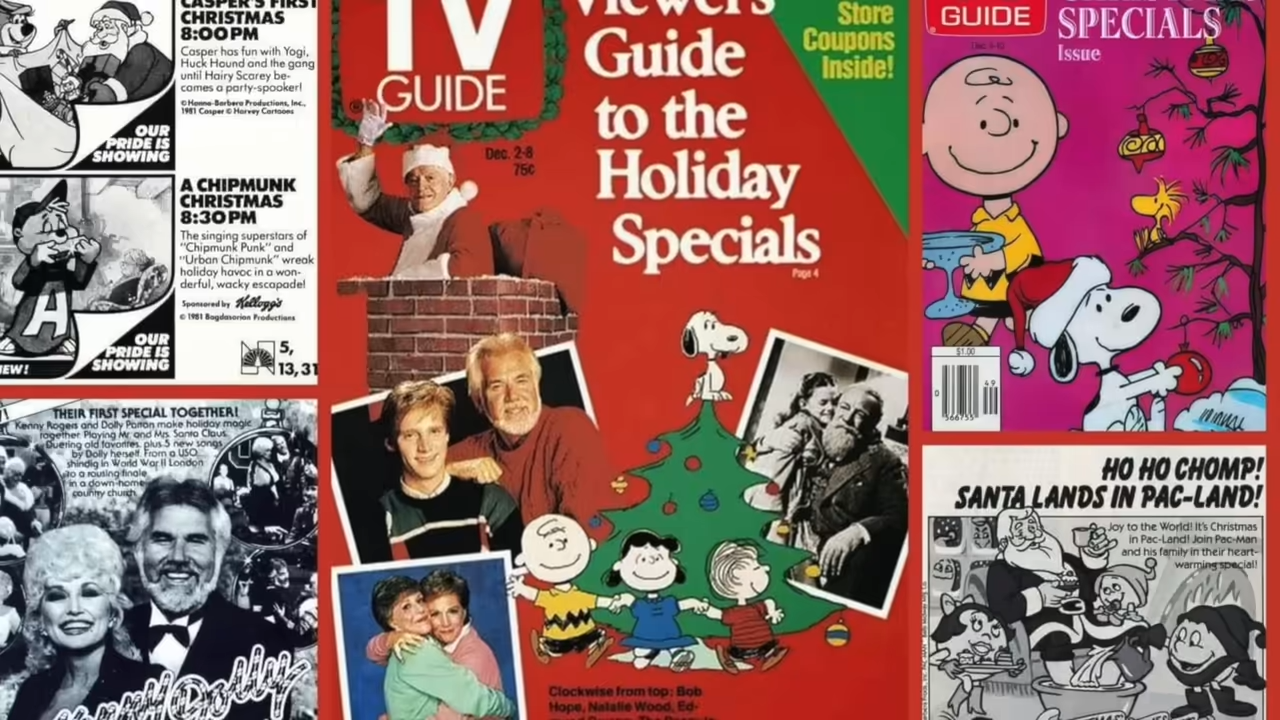 CASPER'S FIRST
CHRISTMAS
8:00PM
Casper has fun with Yogi,
Huck Hound and the gang
until Hairy Scarey be-
comes a party-spooker!
© Hanna-Barbera Productions, Inc.,
1981 Casper © Harvey Cartoons
OUR
PRIDE IS
SHOWING
A CHIPMUNK
CHRISTMAS
8:30PM
The singing superstars of
"Chipmunk Punk" and
"Urban Chipmunk" wreak
holiday havoc in a won-
derful, wacky escapade!
Sponsored by Kellogg's
© 1981 Bagdasarian Productions
A
OUR
PRIDE IS
SHOWING
NEW!
5,
13, 31
THEIR FIRST SPECIAL TOGETHER!
Kenny Rogers and Dolly Parton make holiday magic
together. Playing Mr. and Mrs. Santa Claus.
Dueting old favorites, plus 5 new songs
by Dolly herself. From a USO
shindig in World War II London
to a rousing finale
in a down-home
country church.
Kenny Dolly
TV
GUIDE
®
Dec. 2-8
75¢
Viewers
Guide
to the
Holiday
Specials
Page 4
Store
Coupons
Inside!
Clockwise from top: Bob
Hope, Natalie Wood, Ed-
GUIDE
®
SPECIALS
Issue
$1.00
49
0
HO HO CHOMP!
SANTA LANDS IN PAC-LAND!
Joy to the World! It's Christmas
in Pac-Land! Join Pac-Man
and his family in their heart-
warming special!